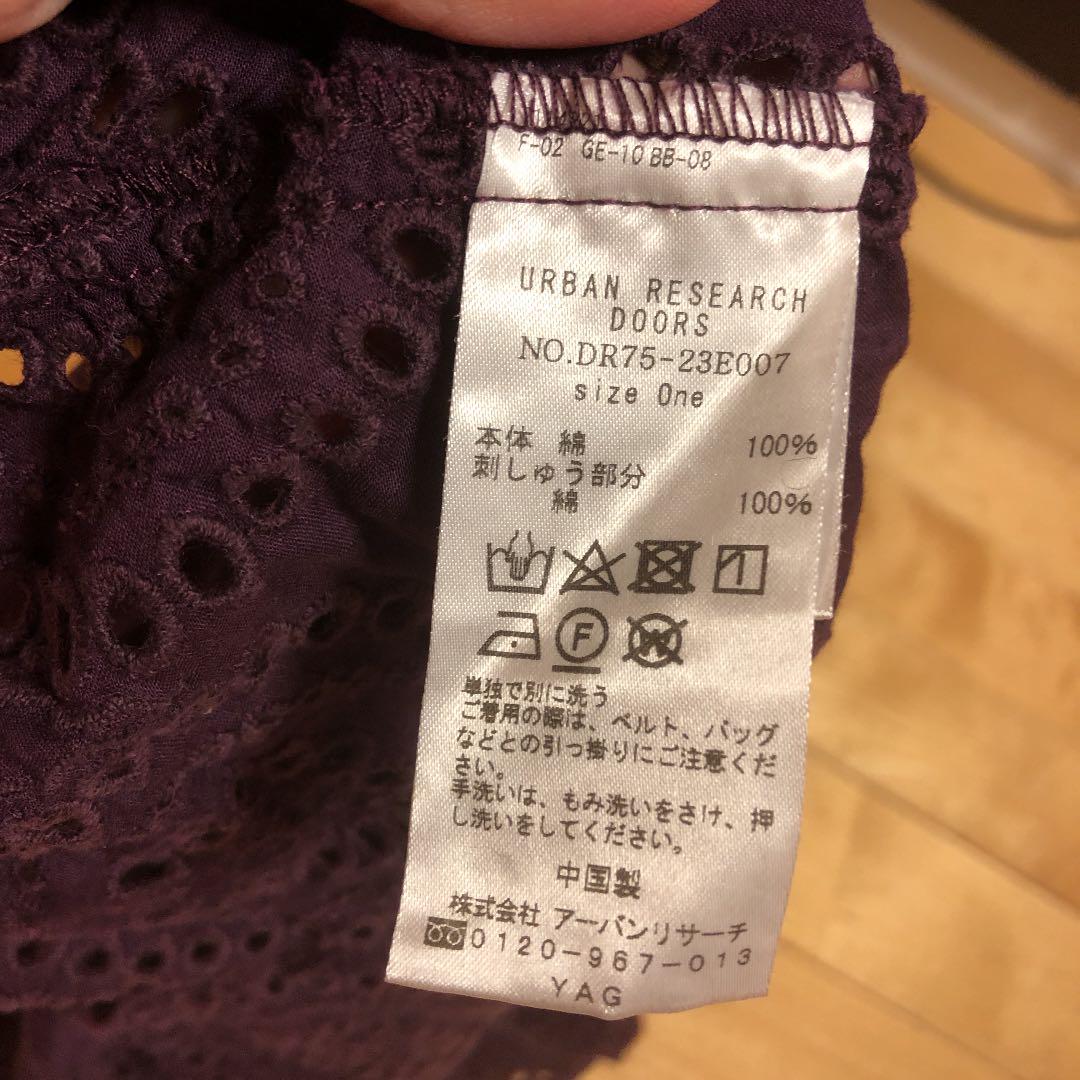 F-02 GE-10 BB-08
URBAN RESEARCH
DOORS
NO.DR75-23E007
size One
本体 綿 100%
刺しゅう部分
綿 100%
F
W
単独で別に洗う
ご着用の際は、ベルト、バッグ
などとの引っ掛りにご注意くだ
さい。
手洗いは、もみ洗いをさけ、押
し洗いをしてください。
中国製
株式会社 アーバンリサーチ
0120-967-013
YAG